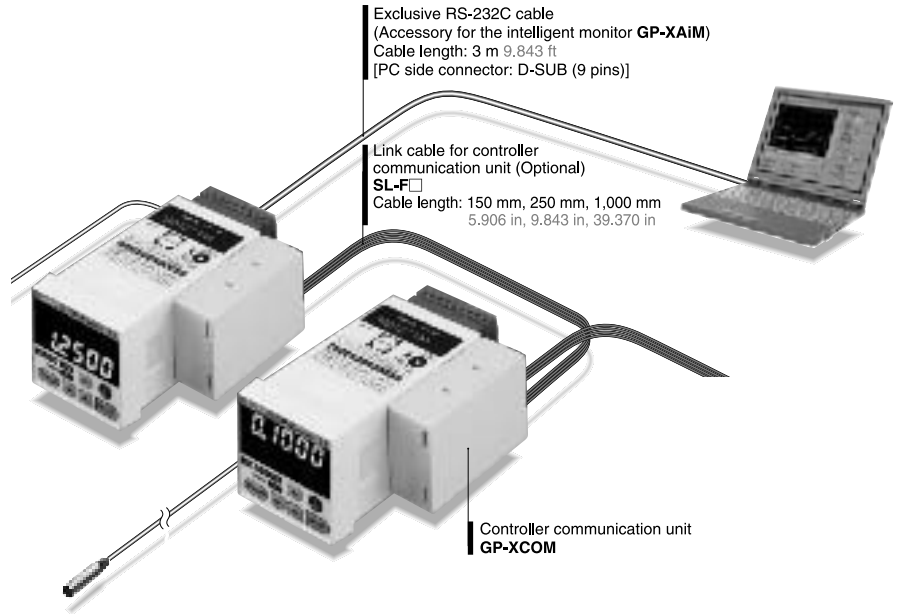 Exclusive RS-232C cable
(Accessory for the intelligent monitor GP-XAiM)
Cable length: 3 m 9.843 ft
[PC side connector: D-SUB (9 pins)]
Link cable for controller
communication unit (Optional)
SL-F□
Cable length: 150 mm, 250 mm, 1,000 mm
5.906 in, 9.843 in, 39.370 in
1.2500
0.1000
Controller communication unit
GP-XCOM